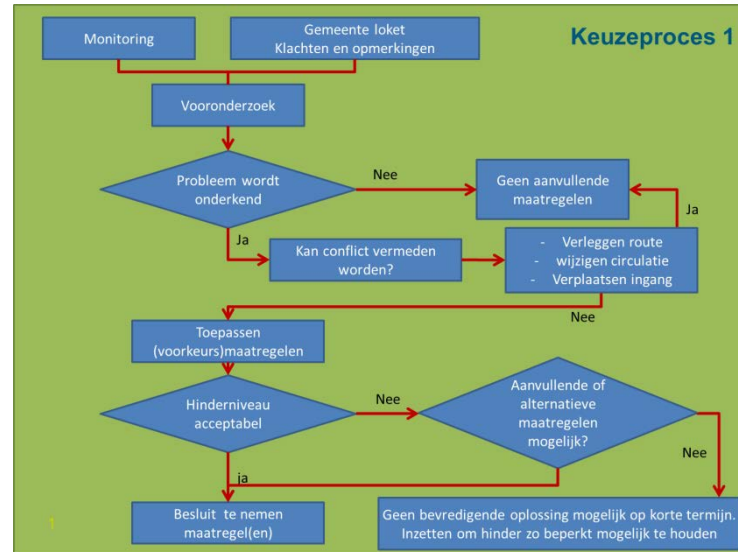 Keuzeproces 1
Monitoring
Gemeente loket
Klachten en opmerkingen
Vooronderzoek
Probleem wordt
onderkend
Nee
Geen aanvullende
maatregelen
Ja
Ja
Kan conflict vermeden
worden?
- Verleggen route
- wijzigen circulatie
- Verplaatsen ingang
Nee
Toepassen
(voorkeurs)maatregelen
Hinderniveau
acceptabel
Nee
Aanvullende of
alternatieve
maatregelen
mogelijk?
Nee
ja
Besluit te nemen
maatregel(en)
Geen bevredigende oplossing mogelijk op korte termijn.
Inzetten om hinder zo beperkt mogelijk te houden
1